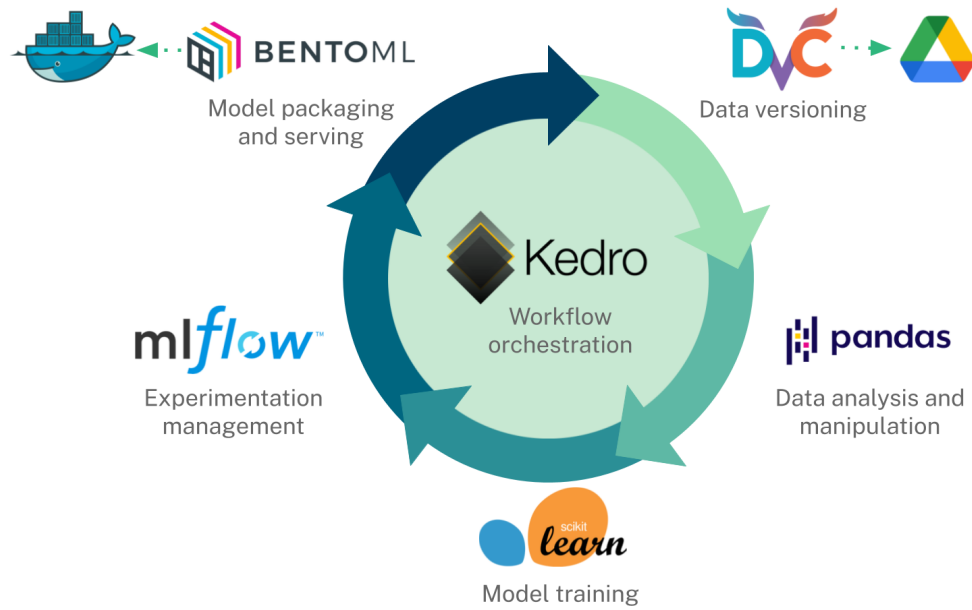 BENTOML
Model packaging
and serving
DVC
Data versioning
Kedro
Workflow
orchestration
mlflow™
Experimentation
management
pandas
Data analysis and
manipulation
scikit
learn
Model training